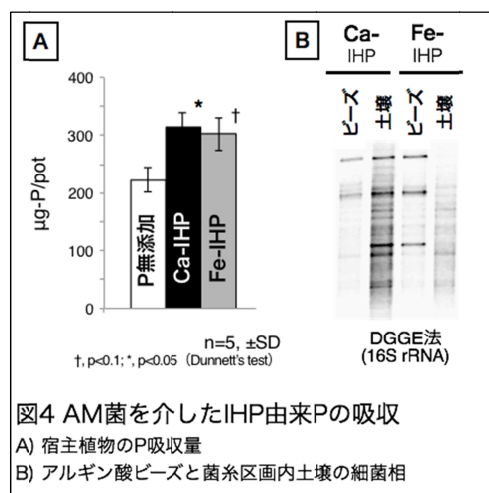 A
μg-P/pot
400
300
200
100
0
P無添加
Ca-IHP
Fe-IHP
*
†
n=5, ±SD
†, p<0.1; *, p<0.05（Dunnett's test）
B
Ca-
IHP
Fe-
IHP
ビーズ
土壌
ビーズ
土壌
DGGE法
(16S rRNA)
図4 AM菌を介したIHP由来Pの吸収
A) 宿主植物のP吸収量
B) アルギン酸ビーズと菌糸区画内土壌の細菌相